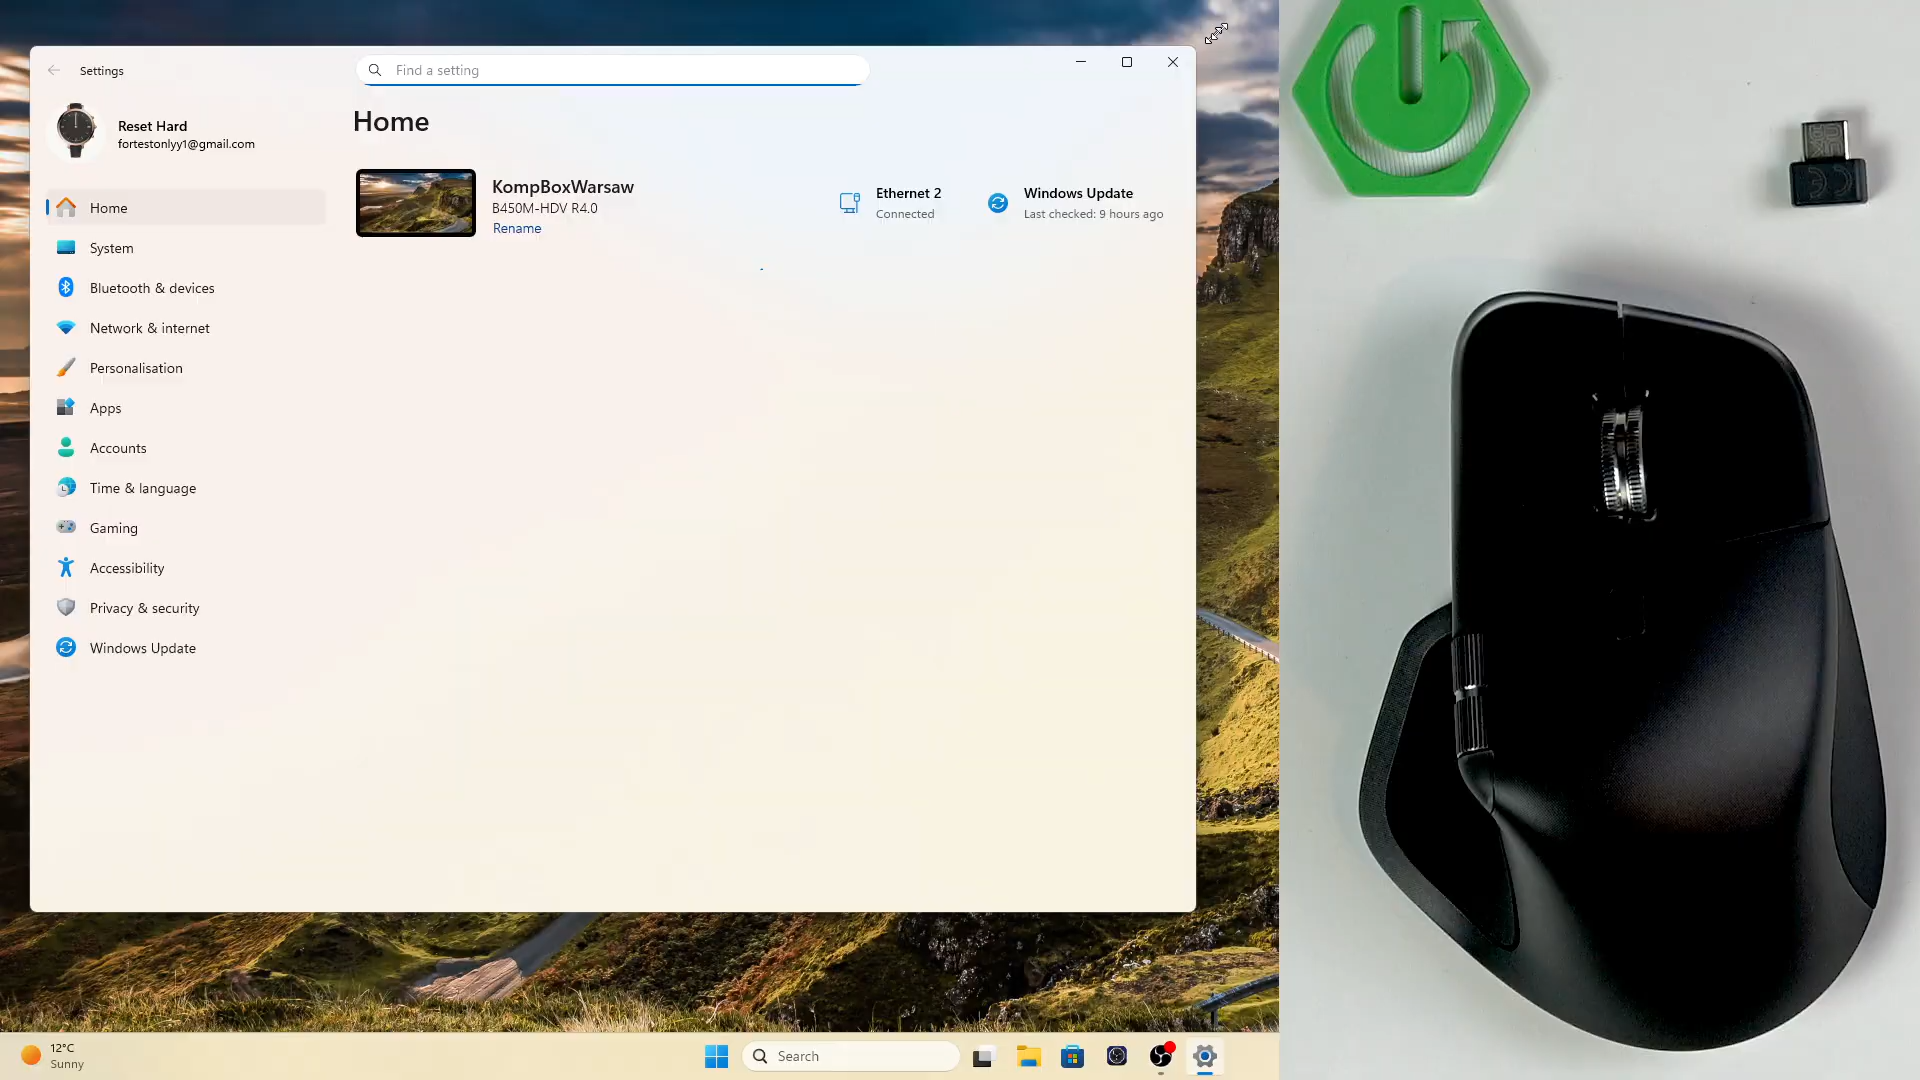 Settings
Find a setting
Reset Hard
fortestonlyy1@gmail.com
Home
System
Bluetooth & devices
Network & internet
Personalisation
Apps
Accounts
Time & language
Gaming
Accessibility
Privacy & security
Windows Update
Home
KompBoxWarsaw
B450M-HDV R4.0
Rename
Ethernet 2
Connected
Windows Update
Last checked: 9 hours ago
12°C
Sunny
Search